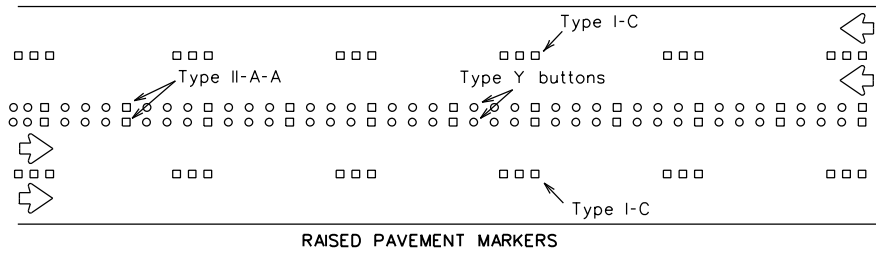 Type I-C
Type II-A-A
Type Y buttons
Type I-C
RAISED PAVEMENT MARKERS